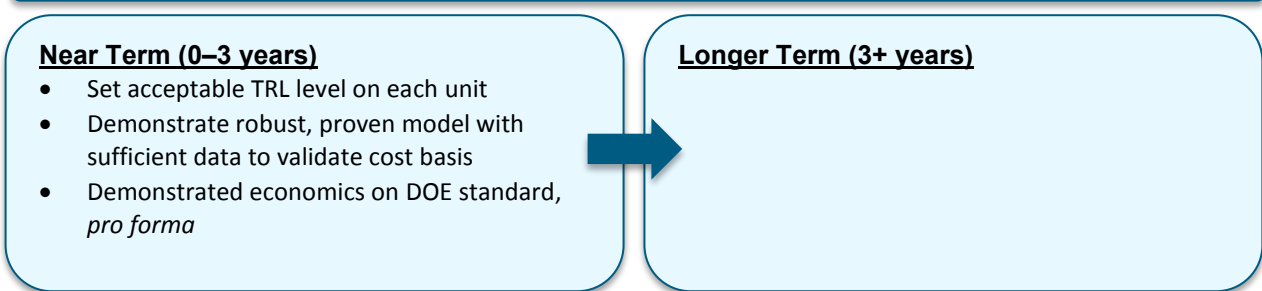 Near Term (0–3 years)
• Set acceptable TRL level on each unit
• Demonstrate robust, proven model with
sufficient data to validate cost basis
• Demonstrated economics on DOE standard,
pro forma
Longer Term (3+ years)